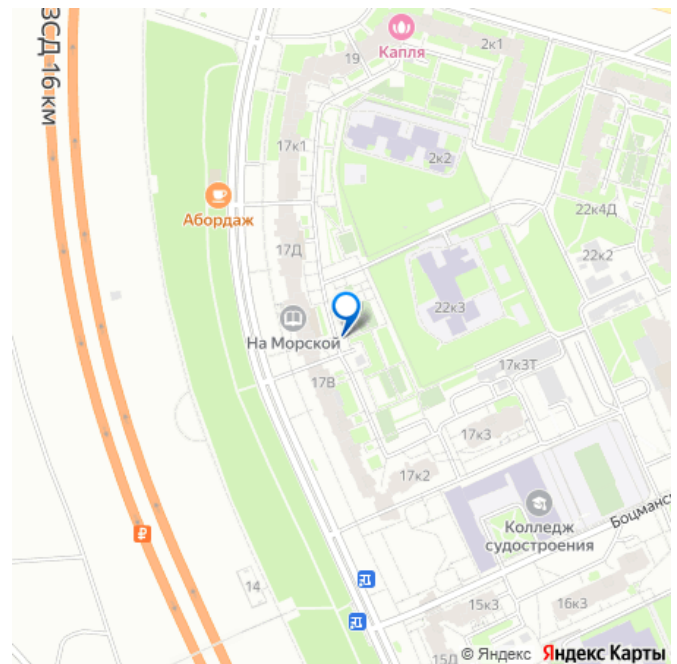 ЗСД 16 км
Капля
2к1
19
17к1
2к2
Абордаж
22к4Д
17Д
22к2
22к3
На Морской
17к3Т
17В
17к3
17к2
Колледж
судостроения
Боцманс
14
15к3
16к3
15Д
© Яндекс Яндекс Карты